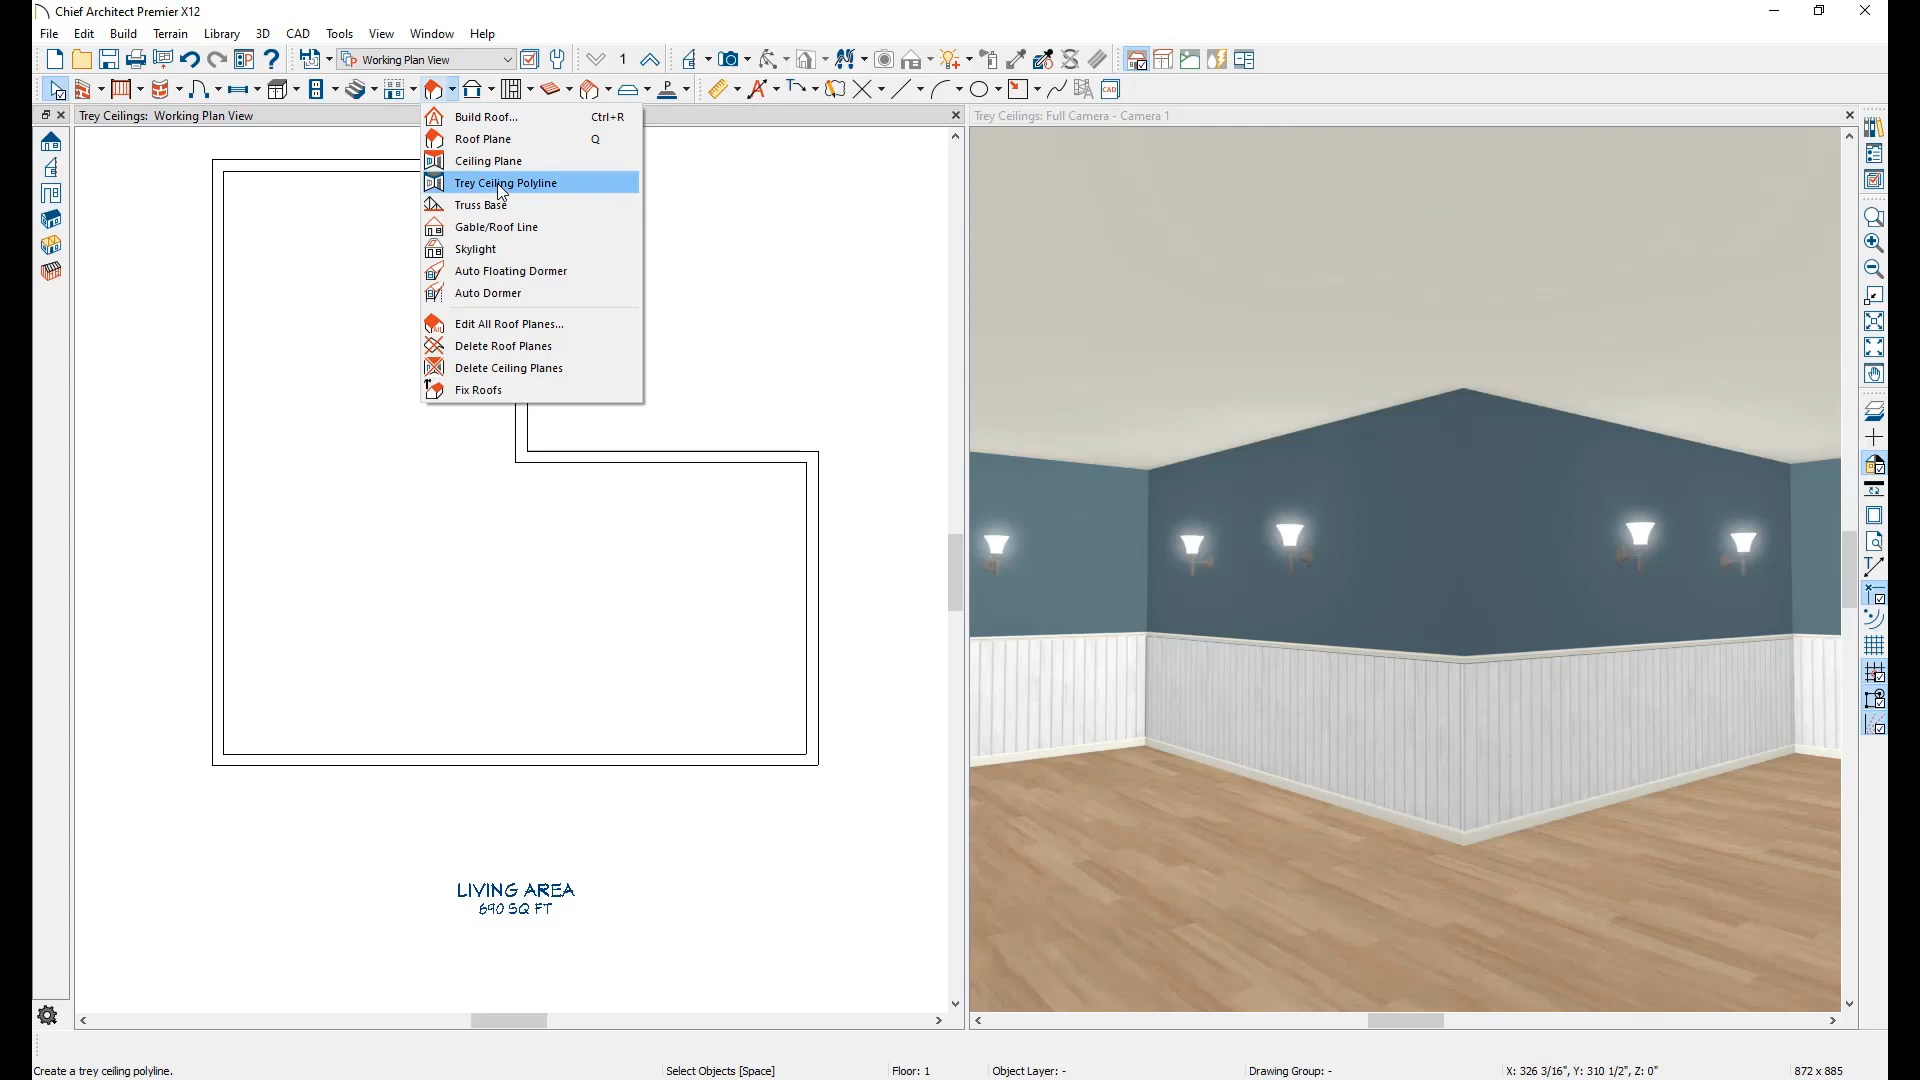 Chief Architect Premier X12
File Edit Build Terrain Library 3D CAD Tools View Window Help
Working Plan View
1
CAD
Trey Ceilings: Working Plan View
Trey Ceilings: Full Camera - Camera 1
Build Roof... Ctrl+R
Roof Plane Q
Ceiling Plane
Trey Ceiling Polyline
Truss Base
Gable/Roof Line
Skylight
Auto Floating Dormer
Auto Dormer
Edit All Roof Planes...
Delete Roof Planes
Delete Ceiling Planes
Fix Roofs
LIVING AREA
690 SQ FT
Create a trey ceiling polyline.
Select Objects [Space]
Floor: 1
Object Layer: -
Drawing Group: -
X: 326 3/16", Y: 310 1/2", Z: 0"
872 x 885